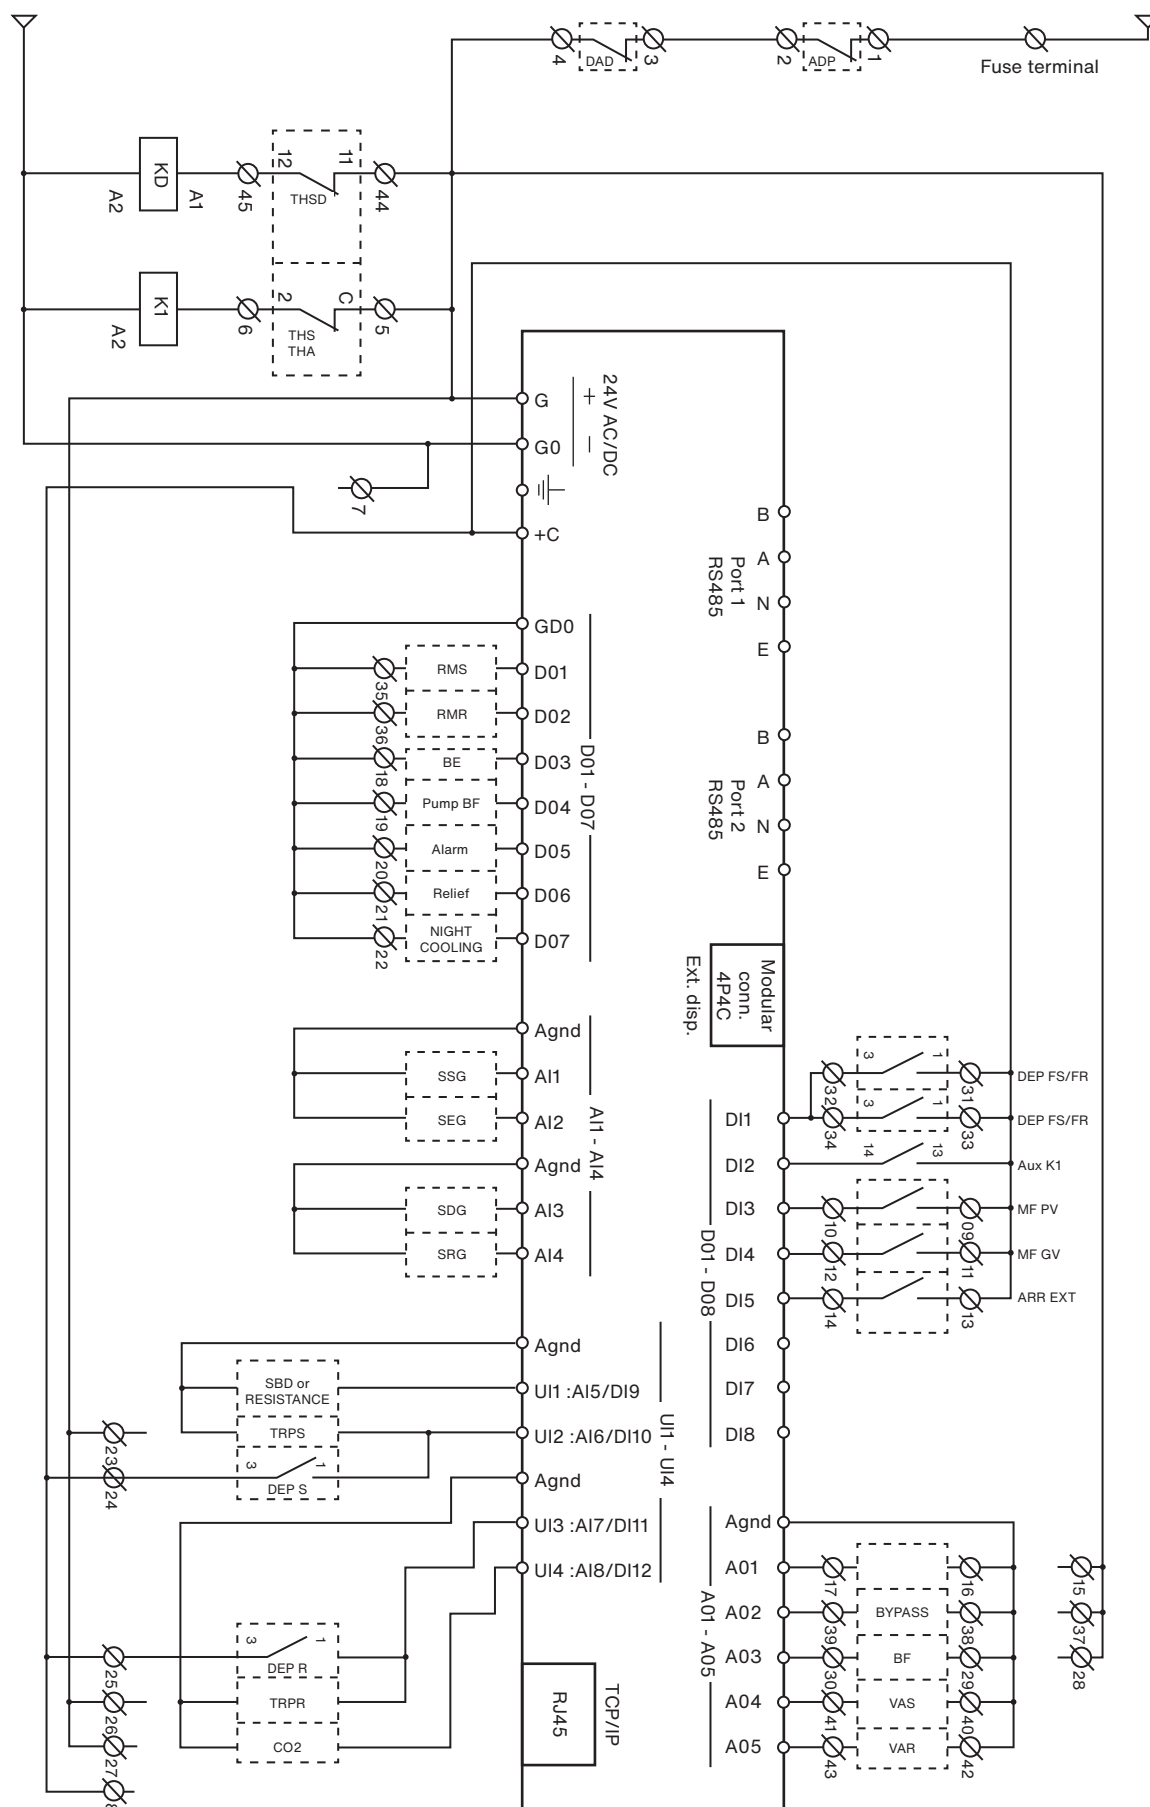 4
DAD
3
2
ADP
1
Fuse terminal
KD
A2
A1
45
12
11
THSD
44
K1
A2
6
2
C
THS
THA
5
24V AC/DC
+
–
G
G0
7
+C
B
A
N
E
Port 1
RS485
B
A
N
E
Port 2
RS485
GD0
RMS
35
D01
RMR
36
D02
BE
18
D03
Pump BF
19
D04
Alarm
20
D05
Relief
21
D06
NIGHT
COOLING
22
D07
D01 - D07
Modular
conn.
4P4C
Ext. disp.
Agnd
SSG
AI1
SEG
AI2
Agnd
SDG
AI3
SRG
AI4
AI1 - AI4
32
3
1
31
DEP FS/FR
DI1
34
3
1
33
DEP FS/FR
DI2
14
13
Aux K1
DI3
10
09
MF PV
DI4
12
11
MF GV
DI5
14
13
ARR EXT
DI6
DI7
DI8
D01 - D08
Agnd
SBD or
RESISTANCE
UI1 :AI5/DI9
TRPS
UI2 :AI6/DI10
23
24
3
1
DEP S
Agnd
UI3 :AI7/DI11
UI4 :AI8/DI12
UI1 - UI4
25
3
1
DEP R
26
TRPR
27
CO2
RJ45
TCP/IP
Agnd
A01
17
16
15
A02
39
BYPASS
38
37
A03
30
BF
29
28
A04
41
VAS
40
A05
43
VAR
42
A01 - A05